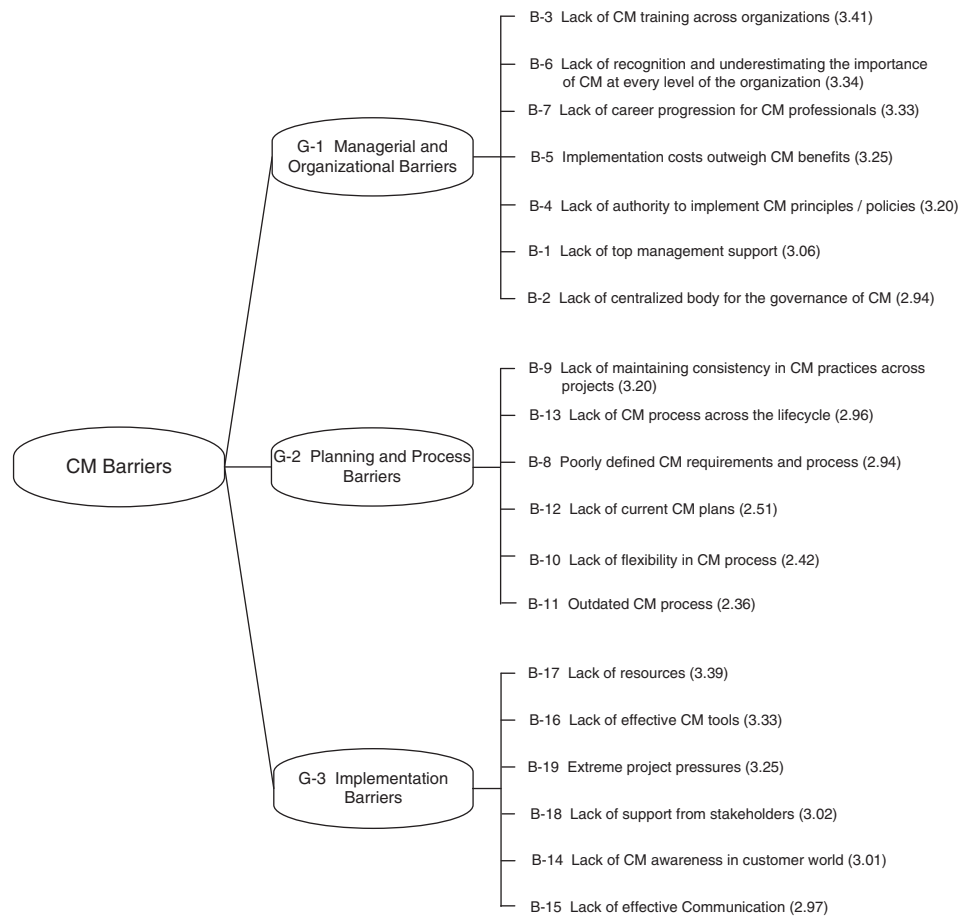 CM Barriers
G-1 Managerial and
Organizational Barriers
B-3 Lack of CM training across organizations (3.41)
B-6 Lack of recognition and underestimating the importance
of CM at every level of the organization (3.34)
B-7 Lack of career progression for CM professionals (3.33)
B-5 Implementation costs outweigh CM benefits (3.25)
B-4 Lack of authority to implement CM principles / policies (3.20)
B-1 Lack of top management support (3.06)
B-2 Lack of centralized body for the governance of CM (2.94)
G-2 Planning and Process
Barriers
B-9 Lack of maintaining consistency in CM practices across
projects (3.20)
B-13 Lack of CM process across the lifecycle (2.96)
B-8 Poorly defined CM requirements and process (2.94)
B-12 Lack of current CM plans (2.51)
B-10 Lack of flexibility in CM process (2.42)
B-11 Outdated CM process (2.36)
G-3 Implementation
Barriers
B-17 Lack of resources (3.39)
B-16 Lack of effective CM tools (3.33)
B-19 Extreme project pressures (3.25)
B-18 Lack of support from stakeholders (3.02)
B-14 Lack of CM awareness in customer world (3.01)
B-15 Lack of effective Communication (2.97)